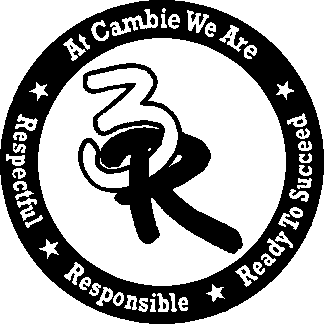 At Cambie We Are
Respectful
Responsible
Ready To Succeed
3R